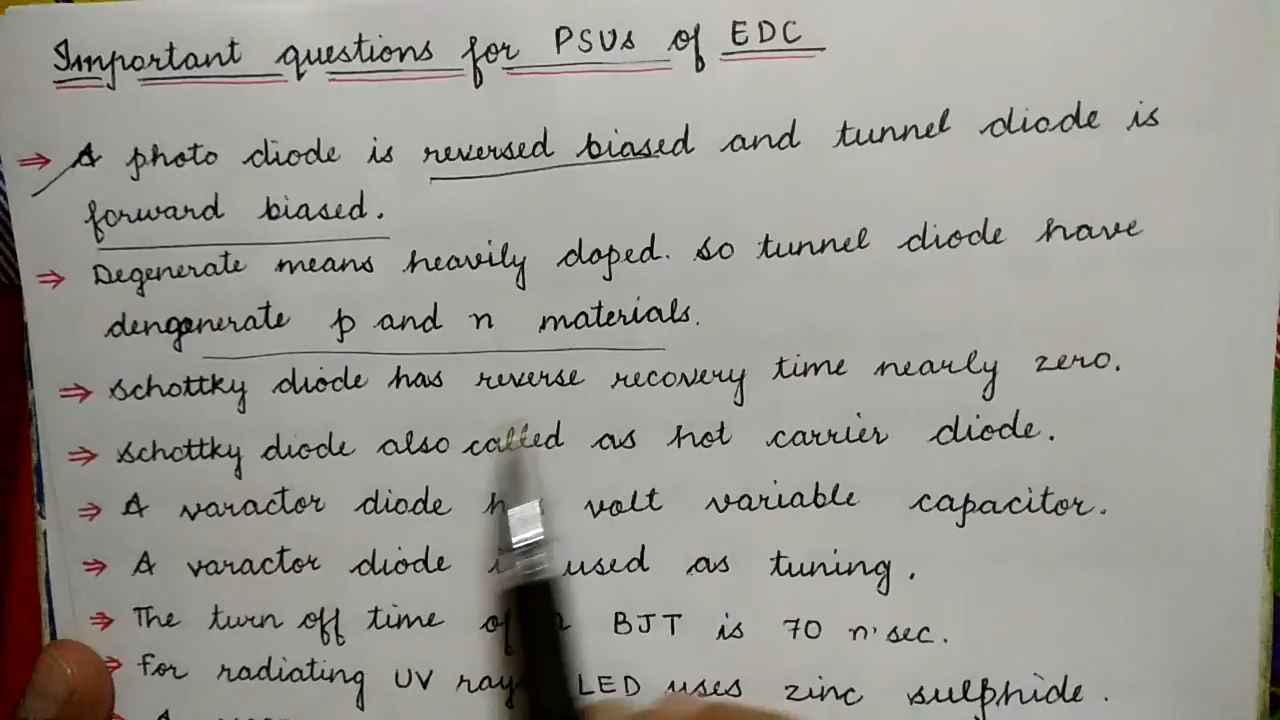 Important questions for PSUs of EDC
⇒ A photo diode is reversed biased and tunnel diode is
forward biased.
⇒ Degenerate means heavily doped. so tunnel diode have
dengenerate p and n materials.
⇒ schottky diode has reverse recovery time nearly zero.
⇒ schottky diode also called as hot carrier diode.
⇒ A varactor diode volt variable capacitor.
⇒ A varactor diode used as tuning.
⇒ The turn off time BJT is 70 n·sec.
⇒ For radiating UV ray LED uses zinc sulphide.